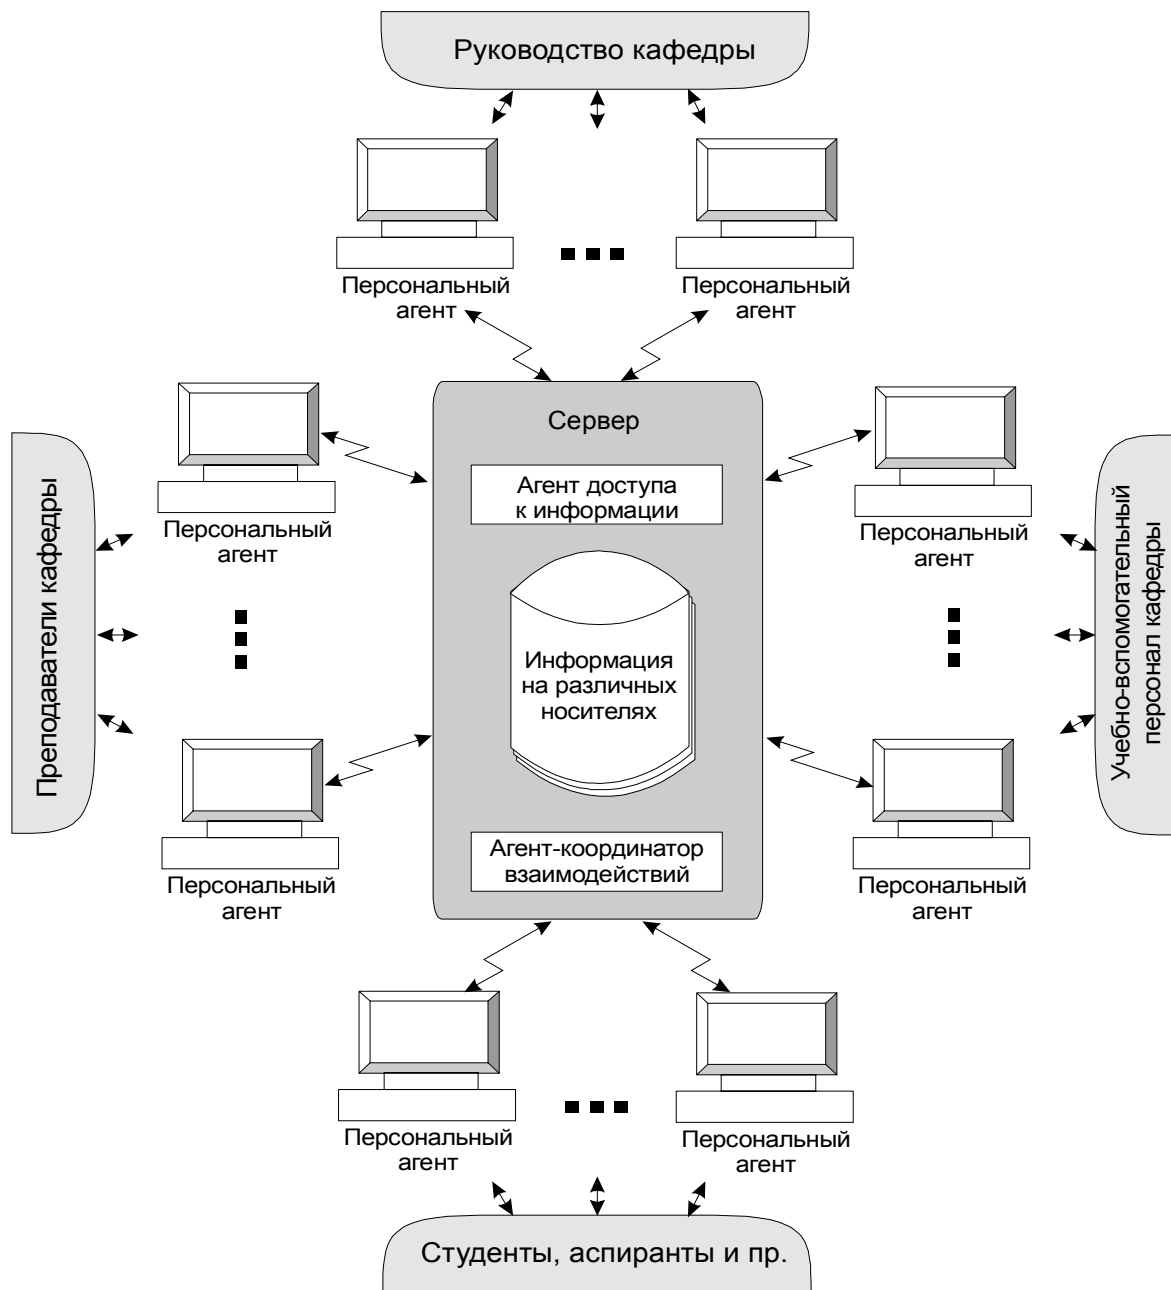 Руководство кафедры
Персональный
агент
Персональный
агент
Сервер
Агент доступа
к информации
Персональный
агент
Персональный
агент
Преподаватели кафедры
Учебно-вспомогательный
персонал кафедры
Информация
на различных
носителях
Агент-координатор
взаимодействий
Персональный
агент
Персональный
агент
Персональный
агент
Персональный
агент
Студенты, аспиранты и пр.